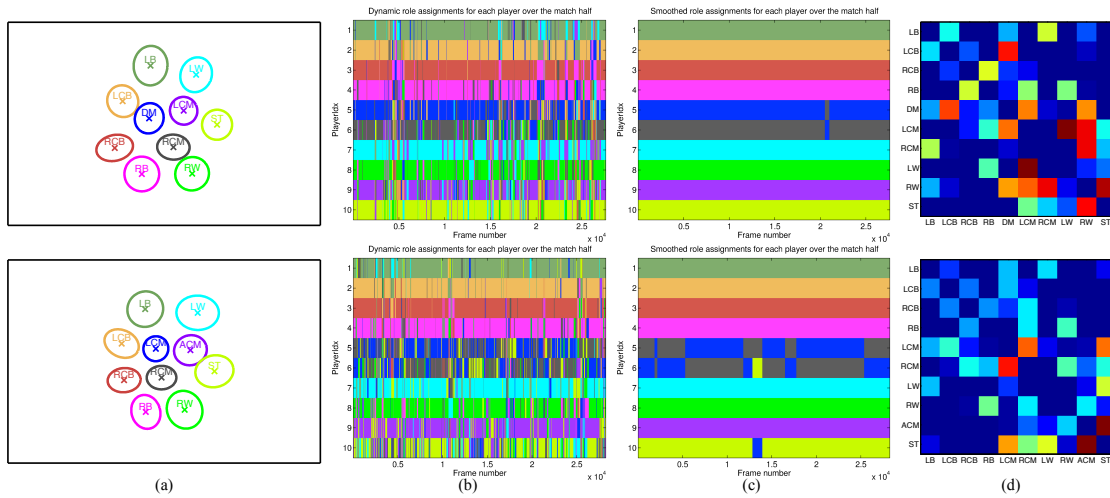 LB
LW
LCB
LCM
DM
ST
RCB
RCM
RB
RW
Dynamic role assignments for each player over the match half
PlayerIdx
1
2
3
4
5
6
7
8
9
10
0.5
1
1.5
2
2.5
3
x 10^4
Frame number
Smoothed role assignments for each player over the match half
PlayerIdx
1
2
3
4
5
6
7
8
9
10
0.5
1
1.5
2
2.5
x 10^4
Frame number
LB
LCB
RCB
RB
DM
LCM
RCM
LW
RW
ST
LB LCB RCB RB DM LCM RCM LW RW ST
LB
LW
LCB
LCM
ACM
ST
RCB
RCM
RB
RW
Dynamic role assignments for each player over the match half
PlayerIdx
1
2
3
4
5
6
7
8
9
10
0.5
1
1.5
2
2.5
x 10^4
Frame number
Smoothed role assignments for each player over the match half
PlayerIdx
1
2
3
4
5
6
7
8
9
10
0.5
1
1.5
2
2.5
x 10^4
Frame number
LB
LCB
RCB
RB
LCM
RCM
LW
RW
ACM
ST
LB LCB RCB RB LCM RCM LW RW ACM ST
(a)
(b)
(c)
(d)